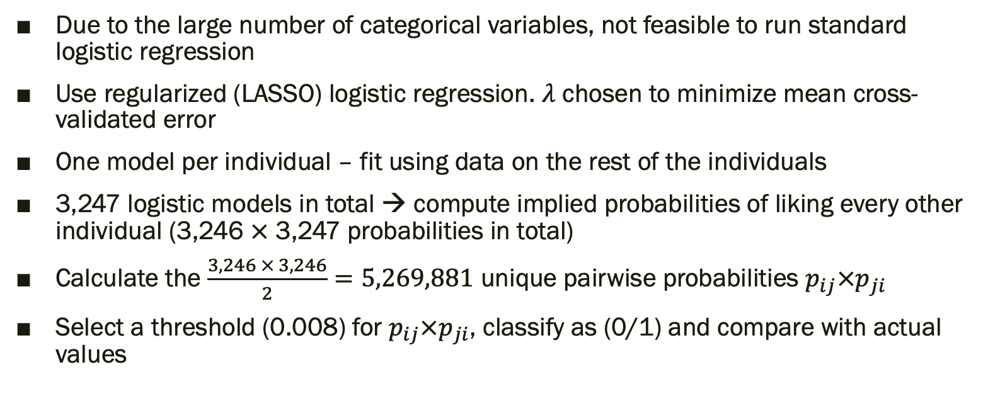 ■ Due to the large number of categorical variables, not feasible to run standard
logistic regression
■ Use regularized (LASSO) logistic regression. λ chosen to minimize mean cross-
validated error
■ One model per individual – fit using data on the rest of the individuals
■ 3,247 logistic models in total → compute implied probabilities of liking every other
individual (3,246 × 3,247 probabilities in total)
■ Calculate the \frac{3,246 × 3,246}{2} = 5,269,881 unique pairwise probabilities p_{ij}×p_{ji}
■ Select a threshold (0.008) for p_{ij}×p_{ji}, classify as (0/1) and compare with actual
values